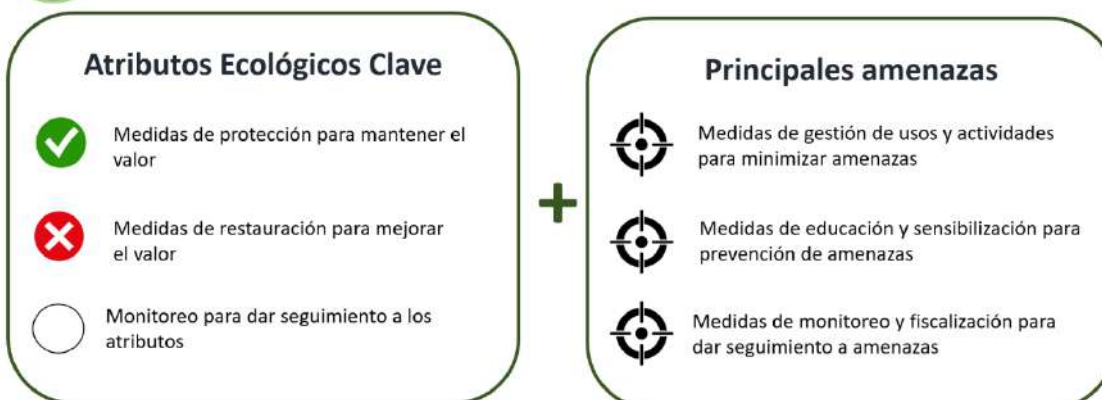 Atributos Ecológicos Clave
Medidas de protección para mantener el
valor
Medidas de restauración para mejorar
el valor
Monitoreo para dar seguimiento a los
atributos
+
Principales amenazas
Medidas de gestión de usos y actividades
para minimizar amenazas
Medidas de educación y sensibilización para
prevención de amenazas
Medidas de monitoreo y fiscalización para
dar seguimiento a amenazas